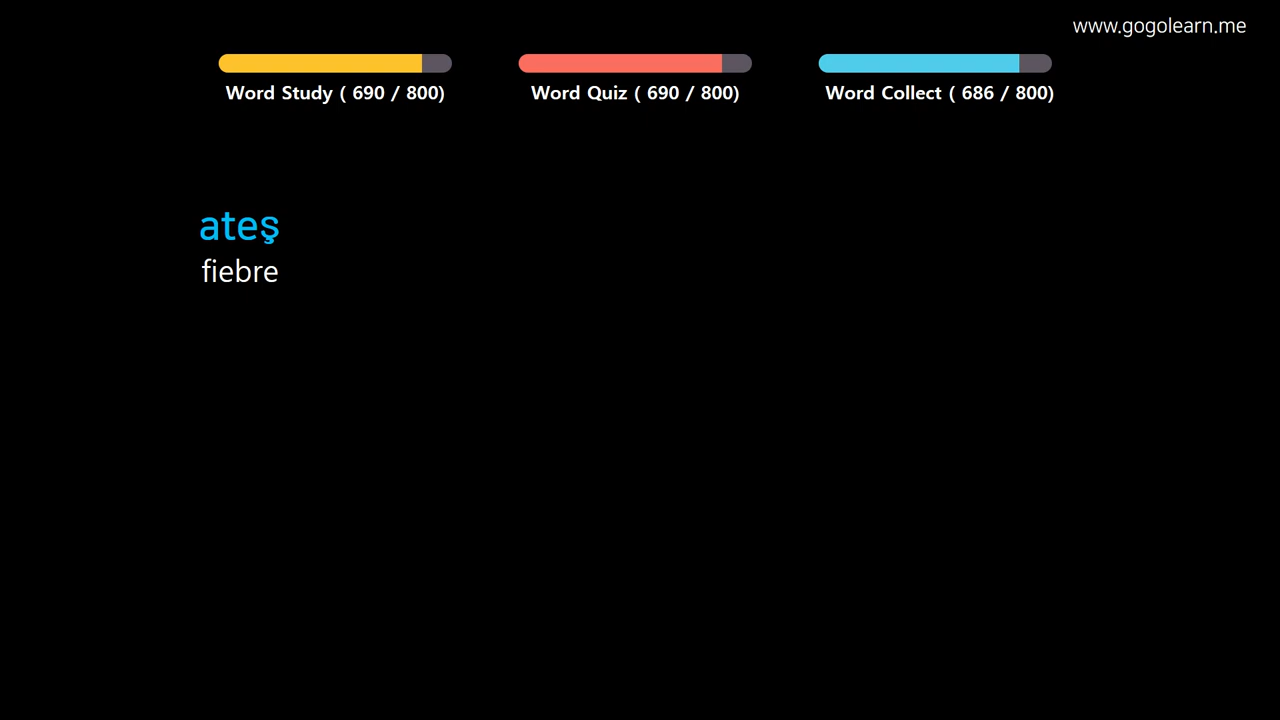 www.gogolearn.me
Word Study ( 690 / 800)
Word Quiz ( 690 / 800)
Word Collect ( 686 / 800)
ateş
fiebre